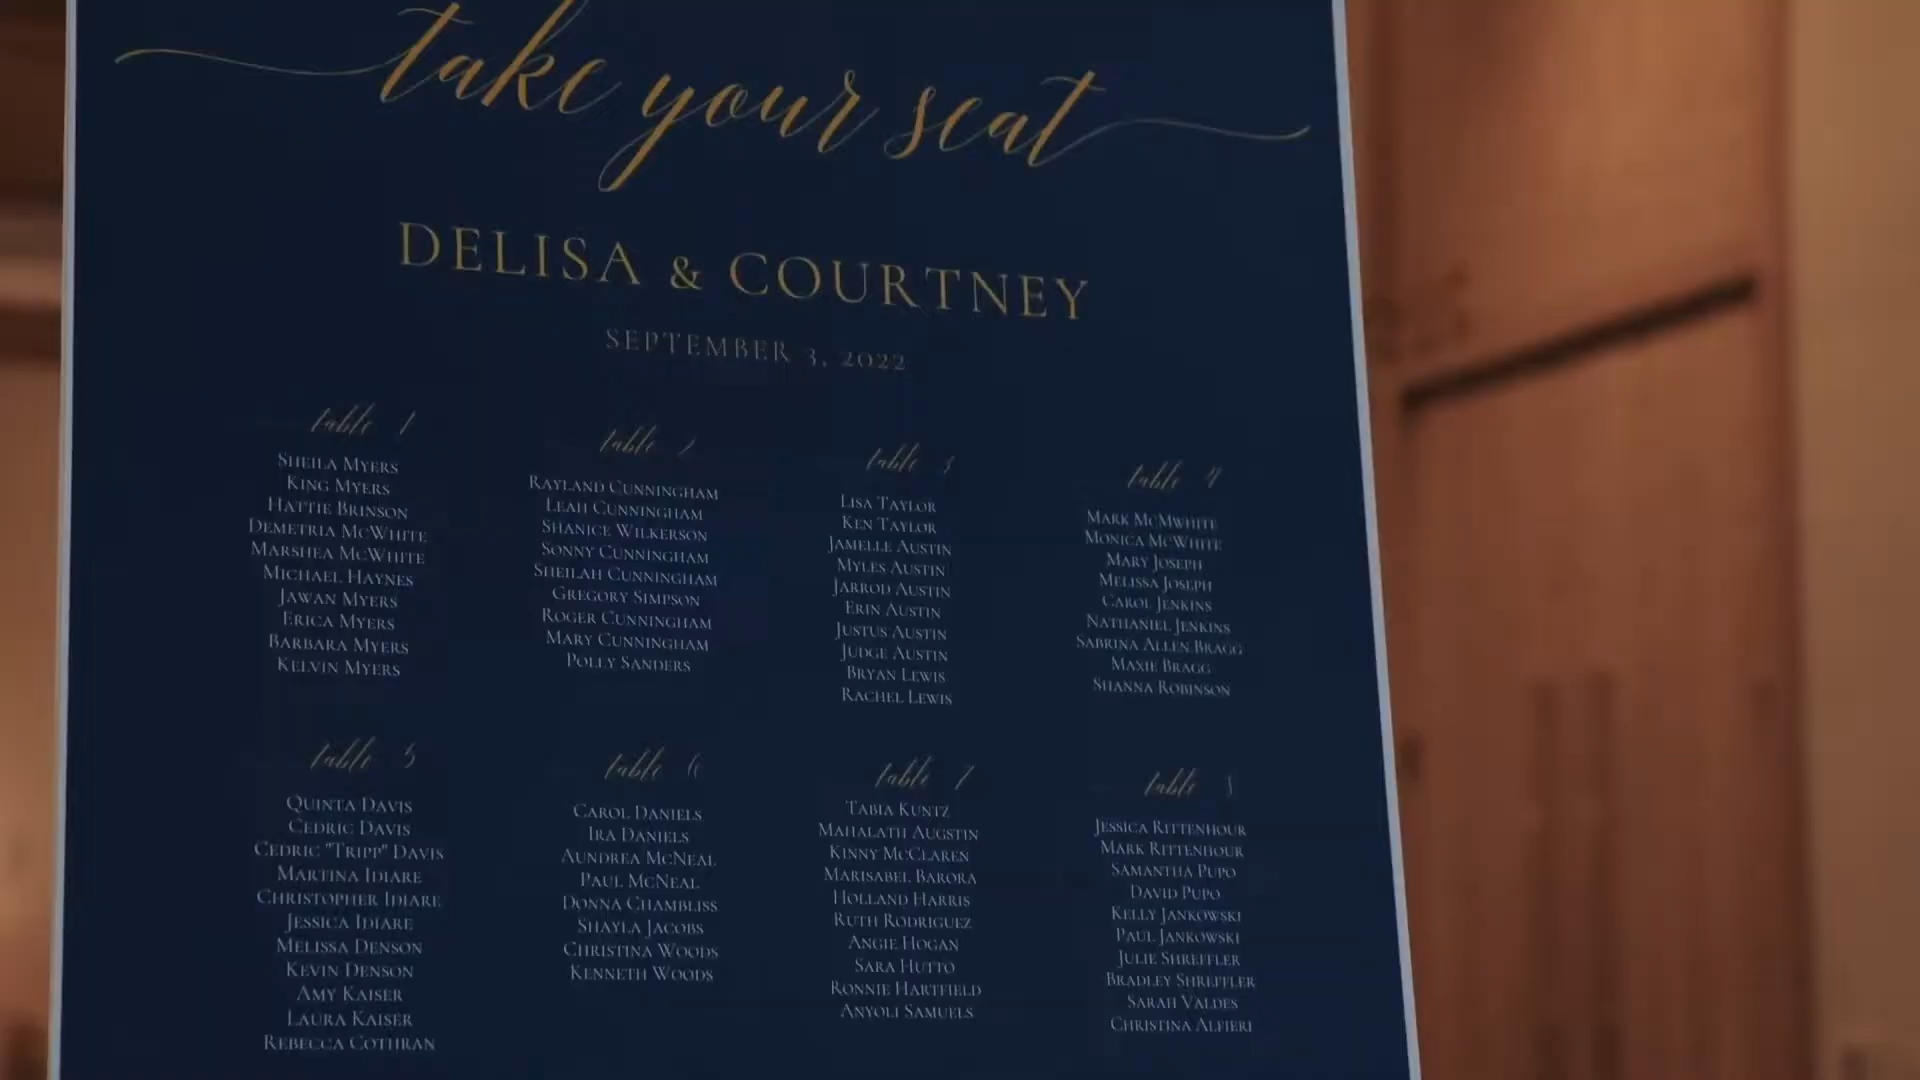 take your seat
DELISA & COURTNEY
SEPTEMBER 3, 2022
table 1
SHEILA MYERS
KING MYERS
HATTIE BRINSON
DEMETRIA MCWHITE
MARSHEA MCWHITE
MICHAEL HAYNES
JAWAN MYERS
ERICA MYERS
BARBARA MYERS
KELVIN MYERS
table 2
RAYLAND CUNNINGHAM
LEAH CUNNINGHAM
SHANICE WILKERSON
SONNY CUNNINGHAM
SHEILAH CUNNINGHAM
GREGORY SIMPSON
ROGER CUNNINGHAM
MARY CUNNINGHAM
POLLY SANDERS
table 3
LISA TAYLOR
KEN TAYLOR
JAMELLE AUSTIN
MYLES AUSTIN
JARROD AUSTIN
ERIN AUSTIN
JUSTUS AUSTIN
JUDGE AUSTIN
BRYAN LEWIS
RACHEL LEWIS
table 4
MARK MCMWHITE
MONICA MCWHITE
MARY JOSEPH
MELISSA JOSEPH
CAROL JENKINS
NATHANIEL JENKINS
SABRINA ALLEN BRAGG
MAXIE BRAGG
SHANNA ROBINSON
table 5
QUINTA DAVIS
CEDRIC DAVIS
CEDRIC "TRIPP" DAVIS
MARTINA IDIARE
CHRISTOPHER IDIARE
JESSICA IDIARE
MELISSA DENSON
KEVIN DENSON
AMY KAISER
LAURA KAISER
REBECCA COTHRAN
table 6
CAROL DANIELS
IRA DANIELS
AUNDREA MCNEAL
PAUL MCNEAL
DONNA CHAMBLISS
SHAYLA JACOBS
CHRISTINA WOODS
KENNETH WOODS
table 7
TABIA KUNTZ
MAHALATH AUGSTIN
KINNY MCCLAREN
MARISABEL BARORA
HOLLAND HARRIS
RUTH RODRIGUEZ
ANGIE HOGAN
SARA HUTTO
RONNIE HARTFIELD
ANYOLI SAMUELS
table 8
JESSICA RITTENHOUR
MARK RITTENHOUR
SAMANTHA PUPO
DAVID PUPO
KELLY JANKOWSKI
PAUL JANKOWSKI
JULIE SHREFFLER
BRADLEY SHREFFLER
SARAH VALDES
CHRISTINA ALFIERI